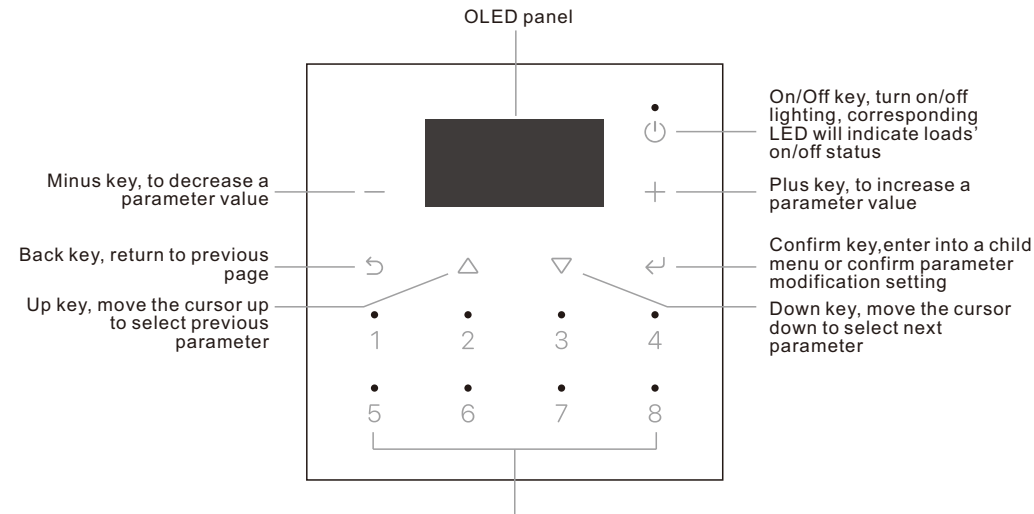 OLED panel
On/Off key, turn on/off
lighting, corresponding
LED will indicate loads'
on/off status
Minus key, to decrease a
parameter value
Plus key, to increase a
parameter value
Back key, return to previous
page
Confirm key,enter into a child
menu or confirm parameter
modification setting
Up key, move the cursor up
to select previous
parameter
Down key, move the cursor
down to select next
parameter
1 2 3 4
5 6 7 8